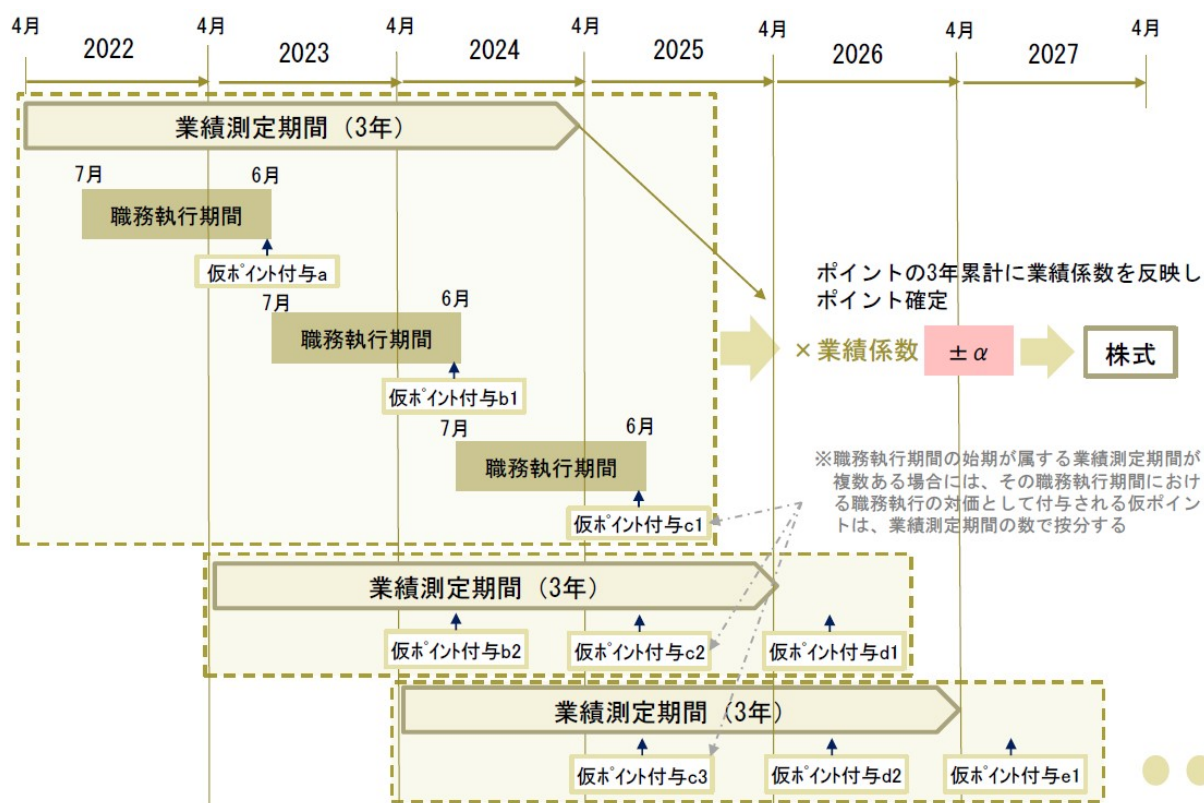 4月
4月
4月
4月
4月
4月
4月
2022
2023
2024
2025
2026
2027
業績測定期間（3年）
7月
6月
職務執行期間
仮ﾎﾟｲﾝﾄ付与a
7月
6月
職務執行期間
仮ﾎﾟｲﾝﾄ付与b1
7月
6月
職務執行期間
仮ﾎﾟｲﾝﾄ付与c1
ポイントの3年累計に業績係数を反映し
ポイント確定
×業績係数
±α
株式
※職務執行期間の始期が属する業績測定期間が
複数ある場合には、その職務執行期間におけ
る職務執行の対価として付与される仮ポイン
トは、業績測定期間の数で按分する
業績測定期間（3年）
仮ﾎﾟｲﾝﾄ付与b2
仮ﾎﾟｲﾝﾄ付与c2
仮ﾎﾟｲﾝﾄ付与d1
業績測定期間（3年）
仮ﾎﾟｲﾝﾄ付与c3
仮ﾎﾟｲﾝﾄ付与d2
仮ﾎﾟｲﾝﾄ付与e1